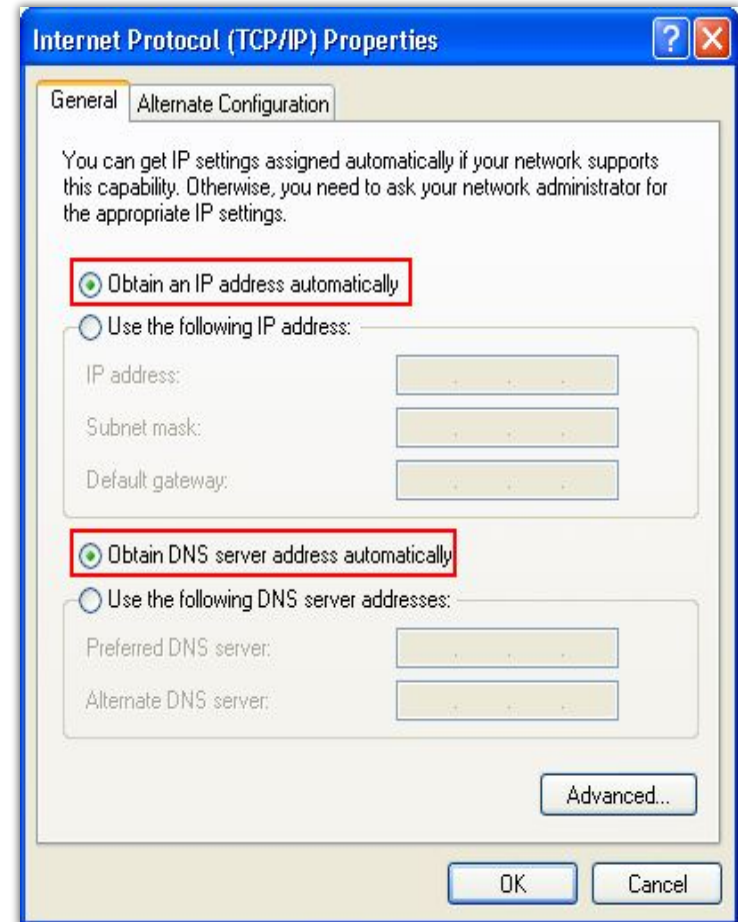 Internet Protocol (TCP/IP) Properties
General
Alternate Configuration
You can get IP settings assigned automatically if your network supports
this capability. Otherwise, you need to ask your network administrator for
the appropriate IP settings.
Obtain an IP address automatically
Use the following IP address:
IP address:
Subnet mask:
Default gateway:
Obtain DNS server address automatically
Use the following DNS server addresses:
Preferred DNS server:
Alternate DNS server:
Advanced...
OK
Cancel